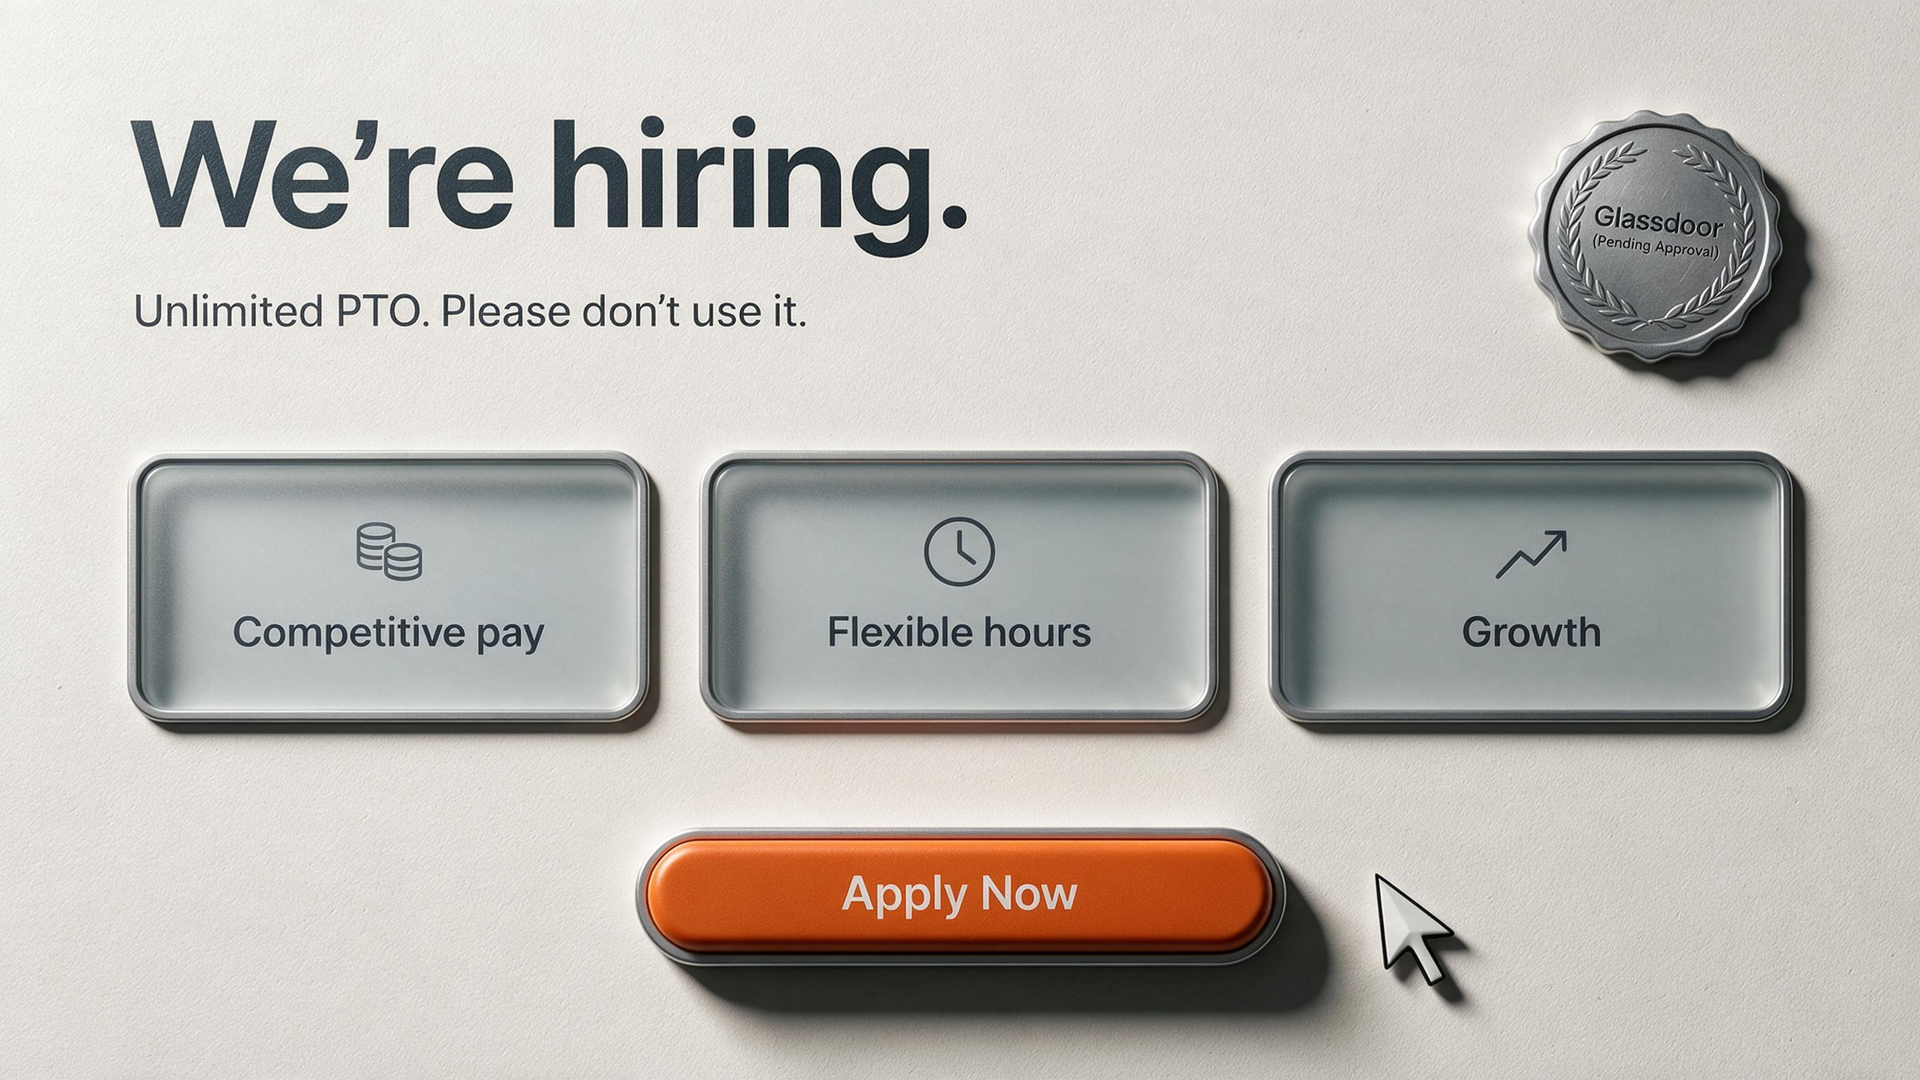 We’re hiring.
Unlimited PTO. Please don’t use it.
Glassdoor
(Pending Approval)
Competitive pay
Flexible hours
Growth
Apply Now